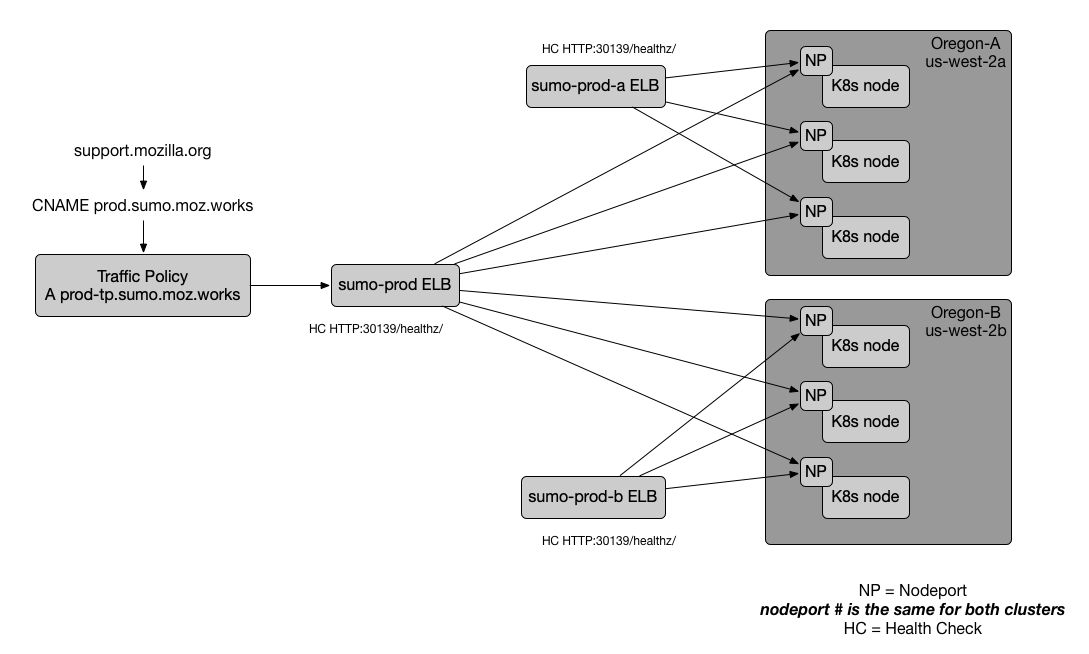 HC HTTP:30139/healthz/
sumo-prod-a ELB
Oregon-A
us-west-2a
NP
K8s node
NP
K8s node
NP
K8s node
support.mozilla.org
CNAME prod.sumo.moz.works
Traffic Policy
A prod-tp.sumo.moz.works
sumo-prod ELB
HC HTTP:30139/healthz/
Oregon-B
us-west-2b
NP
K8s node
NP
K8s node
NP
K8s node
sumo-prod-b ELB
HC HTTP:30139/healthz/
NP = Nodeport
nodeport # is the same for both clusters
HC = Health Check